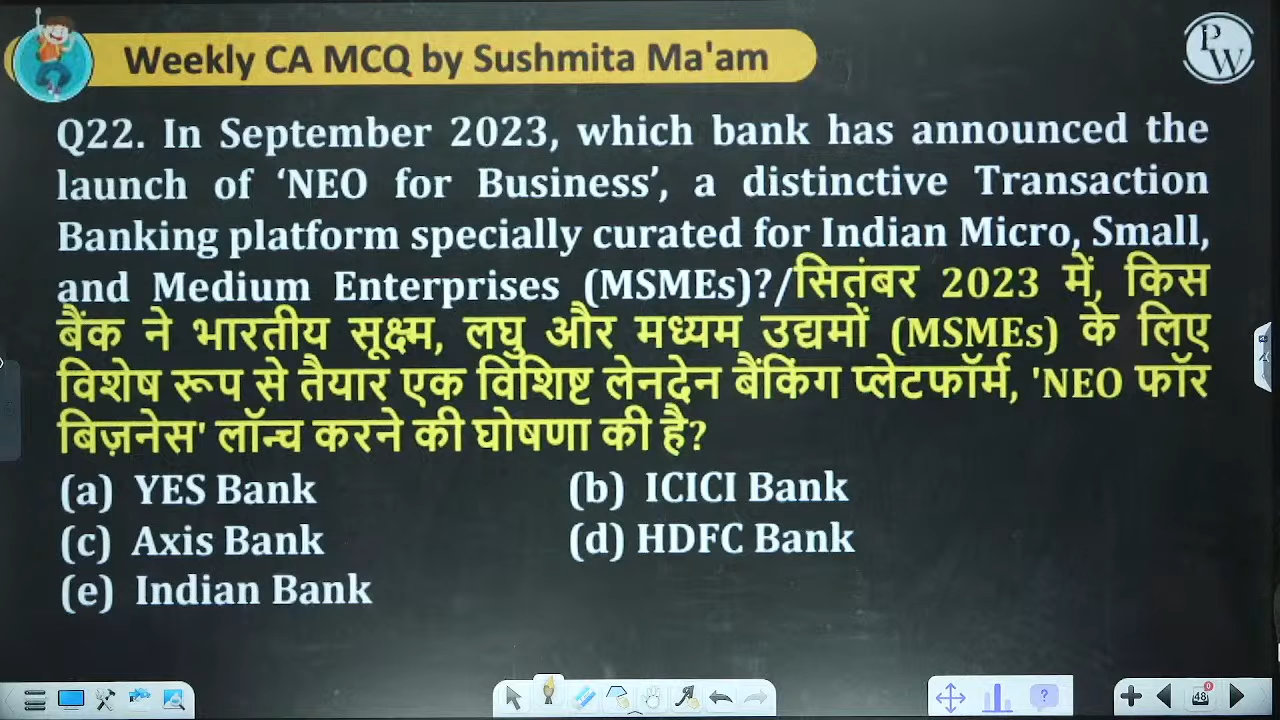 Weekly CA MCQ by Sushmita Ma'am
PW
Q22. In September 2023, which bank has announced the
launch of ‘NEO for Business’, a distinctive Transaction
Banking platform specially curated for Indian Micro, Small,
and Medium Enterprises (MSMEs)?/सितंबर 2023 में, किस
बैंक ने भारतीय सूक्ष्म, लघु और मध्यम उद्यमों (MSMEs) के लिए
विशेष रूप से तैयार एक विशिष्ट लेनदेन बैंकिंग प्लेटफॉर्म, 'NEO फॉर
बिज़नेस' लॉन्च करने की घोषणा की है?
(a) YES Bank (b) ICICI Bank
(c) Axis Bank (d) HDFC Bank
(e) Indian Bank